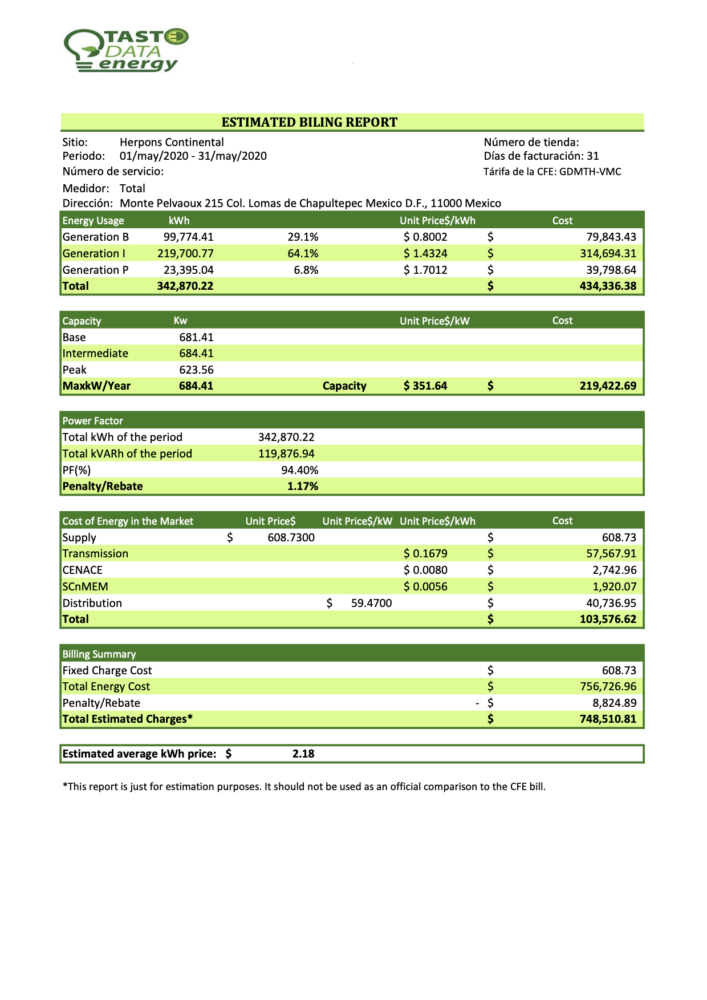 TAST
DATA
energy
ESTIMATED BILING REPORT
Sitio: Herpons Continental Número de tienda:
Periodo: 01/may/2020 - 31/may/2020 Días de facturación: 31
Número de servicio: Tárifa de la CFE: GDMTH-VMC
Medidor: Total
Dirección: Monte Pelvaoux 215 Col. Lomas de Chapultepec Mexico D.F., 11000 Mexico
Energy Usage kWh Unit Price$/kWh Cost
Generation B 99,774.41 29.1% $ 0.8002 $ 79,843.43
Generation I 219,700.77 64.1% $ 1.4324 $ 314,694.31
Generation P 23,395.04 6.8% $ 1.7012 $ 39,798.64
Total 342,870.22 $ 434,336.38
Capacity Kw Unit Price$/kW Cost
Base 681.41
Intermediate 684.41
Peak 623.56
MaxkW/Year 684.41 Capacity $ 351.64 $ 219,422.69
Power Factor
Total kWh of the period 342,870.22
Total kVARh of the period 119,876.94
PF(%) 94.40%
Penalty/Rebate 1.17%
Cost of Energy in the Market Unit Price$ Unit Price$/kW Unit Price$/kWh Cost
Supply $ 608.7300 $ 608.73
Transmission $ 0.1679 $ 57,567.91
CENACE $ 0.0080 $ 2,742.96
SCnMEM $ 0.0056 $ 1,920.07
Distribution $ 59.4700 $ 40,736.95
Total $ 103,576.62
Billing Summary
Fixed Charge Cost $ 608.73
Total Energy Cost $ 756,726.96
Penalty/Rebate - $ 8,824.89
Total Estimated Charges* $ 748,510.81
Estimated average kWh price: $ 2.18
*This report is just for estimation purposes. It should not be used as an official comparison to the CFE bill.